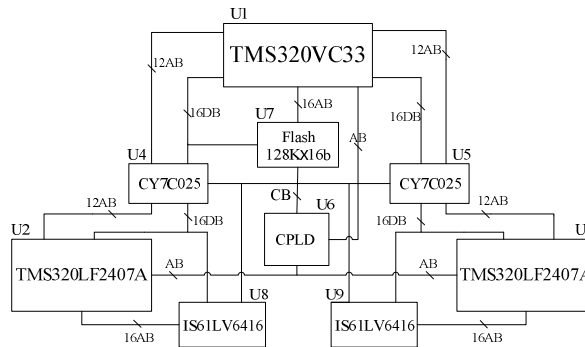 U1
TMS320VC33
12AB
12AB
16DB
16AB
16DB
AB
U7
Flash
128KX16b
U4
CY7C025
U5
CY7C025
CB
U6
CPLD
12AB
16DB
16DB
12AB
U2
TMS320LF2407A
AB
AB
U
TMS320LF2407A
U8
IS61LV6416
U9
IS61LV6416
16AB
16AB